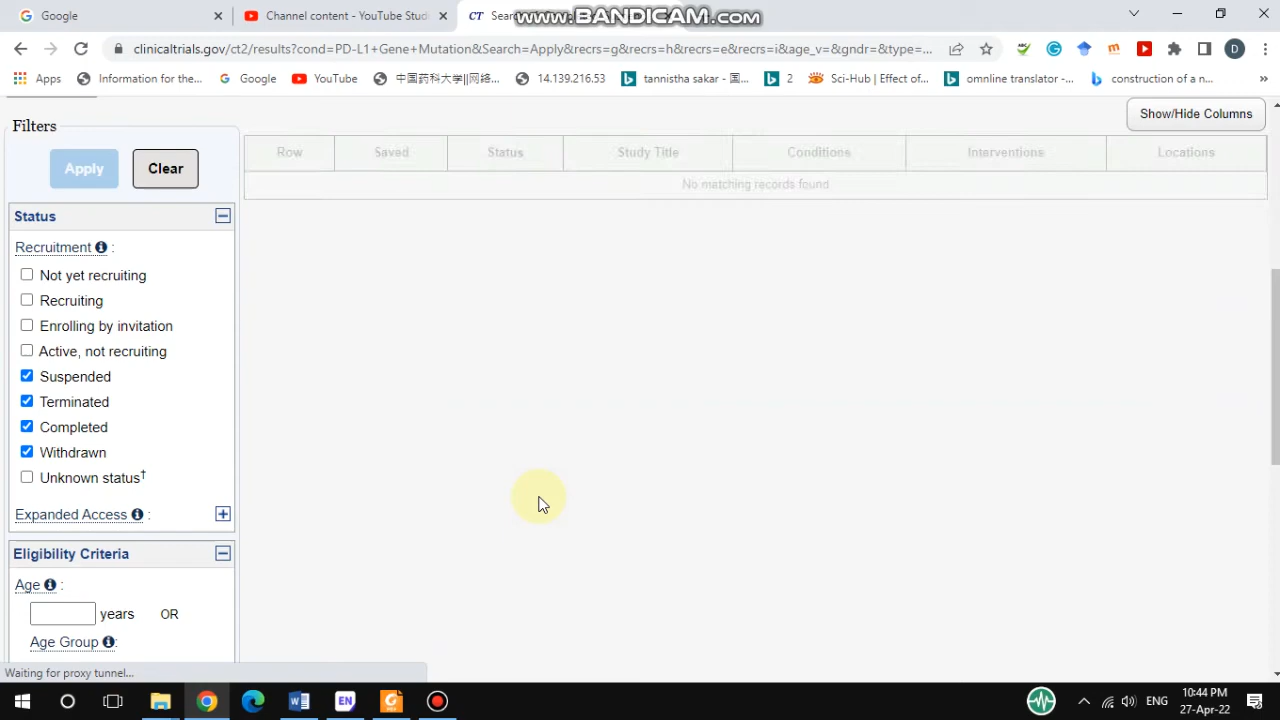 Google
Channel content - YouTube Stud
CT Sear
www.BANDICAM.com
clinicaltrials.gov/ct2/results?cond=PD-L1+Gene+Mutation&Search=Apply&recrs=g&recrs=h&recrs=e&recrs=i&age_v=&gndr=&type=...
ABC
D
Apps
Information for the...
Google
YouTube
中国药科大学||网络...
14.139.216.53
tannistha sakar - 国...
2
Sci-Hub | Effect of...
omnline translator -...
construction of a n...
»
Show/Hide Columns
Filters
Apply
Clear
Row Saved Status Study Title Conditions Interventions Locations
No matching records found
Status
Recruitment :
Not yet recruiting
Recruiting
Enrolling by invitation
Active, not recruiting
Suspended
Terminated
Completed
Withdrawn
Unknown status†
Expanded Access :
Eligibility Criteria
Age :
years OR
Age Group :
Waiting for proxy tunnel...
EN
ENG
10:44 PM
27-Apr-22